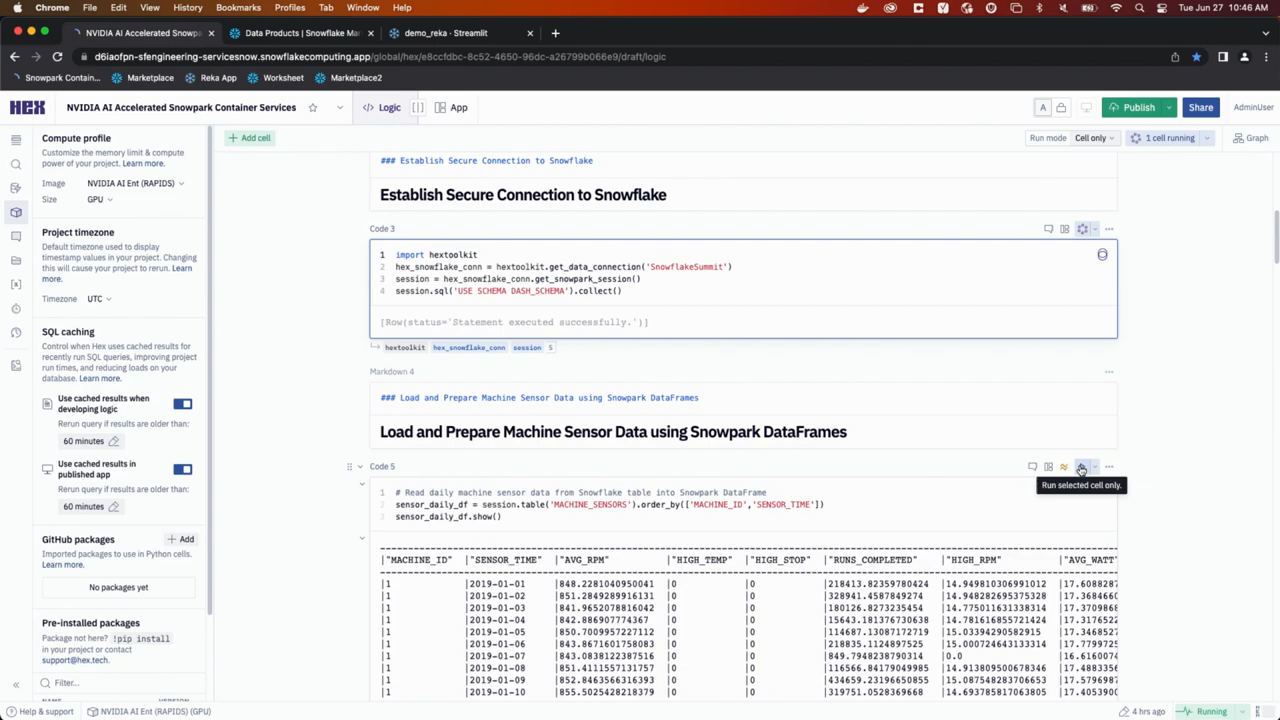 Chrome File Edit View History Bookmarks Profiles Tab Window Help Tue Jun 27 10:46 AM
NVIDIA AI Accelerated Snowpa Data Products | Snowflake Ma demo_reka - Streamlit
d6iaofpn-sfengineering-servicesnow.snowflakecomputing.app/global/hex/e8ccfdbc-8c52-4650-96dc-a26799b066e9/draft/logic
Snowpark Contain... Marketplace Reka App Worksheet Marketplace2
HEX NVIDIA AI Accelerated Snowpark Container Services Logic App A Publish Share AdminUser
Compute profile
Customize the memory limit & compute
power of your project. Learn more.
Image NVIDIA AI Ent (RAPIDS)
Size GPU
Project timezone
Default timezone used to display
timestamp values in your project. Changing
this will cause your project to rerun. Learn
more.
Timezone UTC
SQL caching
Control when Hex uses cached results for
recently run SQL queries, improving project
run times, and reducing loads on your
database. Learn more.
Use cached results when
developing logic
Rerun query if results are older than:
60 minutes
Use cached results in
published app
Rerun query if results are older than:
60 minutes
GitHub packages + Add
Imported packages to use in Python cells.
Learn more.
No packages yet
Pre-installed packages
Package not here? !pip install
in your project or contact
support@hex.tech.
Filter...
+ Add cell Run mode Cell only 1 cell running Graph
### Establish Secure Connection to Snowflake
Establish Secure Connection to Snowflake
Code 3
1 import hextoolkit
2 hex_snowflake_conn = hextoolkit.get_data_connection('SnowflakeSummit')
3 session = hex_snowflake_conn.get_snowpark_session()
4 session.sql('USE SCHEMA DASH_SCHEMA').collect()
[Row(status='Statement executed successfully.')]
hextoolkit hex_snowflake_conn session 5
Markdown 4
### Load and Prepare Machine Sensor Data using Snowpark DataFrames
Load and Prepare Machine Sensor Data using Snowpark DataFrames
Code 5
Run selected cell only.
1 # Read daily machine sensor data from Snowflake table into Snowpark DataFrame
2 sensor_daily_df = session.table('MACHINE_SENSORS').order_by(['MACHINE_ID','SENSOR_TIME'])
3 sensor_daily_df.show()
|"MACHINE_ID" |"SENSOR_TIME" |"AVG_RPM" |"HIGH_TEMP" |"HIGH_STOP" |"RUNS_COMPLETED" |"HIGH_RPM" |"AVG_WATT
|1 |2019-01-01 |848.2281040950041 |0 |0 |218413.82359780424 |14.949810306991012 |17.6088287
|1 |2019-01-02 |851.2849289916131 |0 |0 |328941.4587849274 |14.948282695375318 |17.3684660
|1 |2019-01-03 |841.9652078816042 |0 |0 |180126.8273235454 |14.775011631338314 |17.3709868
|1 |2019-01-04 |842.886907774367 |0 |0 |15643.181376730638 |14.781616855721424 |17.3176522
|1 |2019-01-05 |850.7009957227112 |0 |0 |114687.13087172719 |15.03394290582915 |17.3468527
|1 |2019-01-06 |843.8671601758083 |0 |0 |218835.1124897525 |15.000724643133314 |17.7799725
|1 |2019-01-07 |843.0838122387516 |0 |0 |849.7948238790314 |0.0 |16.6160074
|1 |2019-01-08 |851.4111557131757 |0 |0 |116566.84179049985 |14.913809500678346 |17.4883356
|1 |2019-01-09 |852.8463566316393 |0 |0 |434659.23196650855 |15.087548283706653 |17.5796987
|1 |2019-01-10 |855.5025428218379 |0 |0 |319751.0528369668 |14.693785817063805 |17.4053900
Help & support NVIDIA AI Ent (RAPIDS) (GPU) 4 hrs ago Running